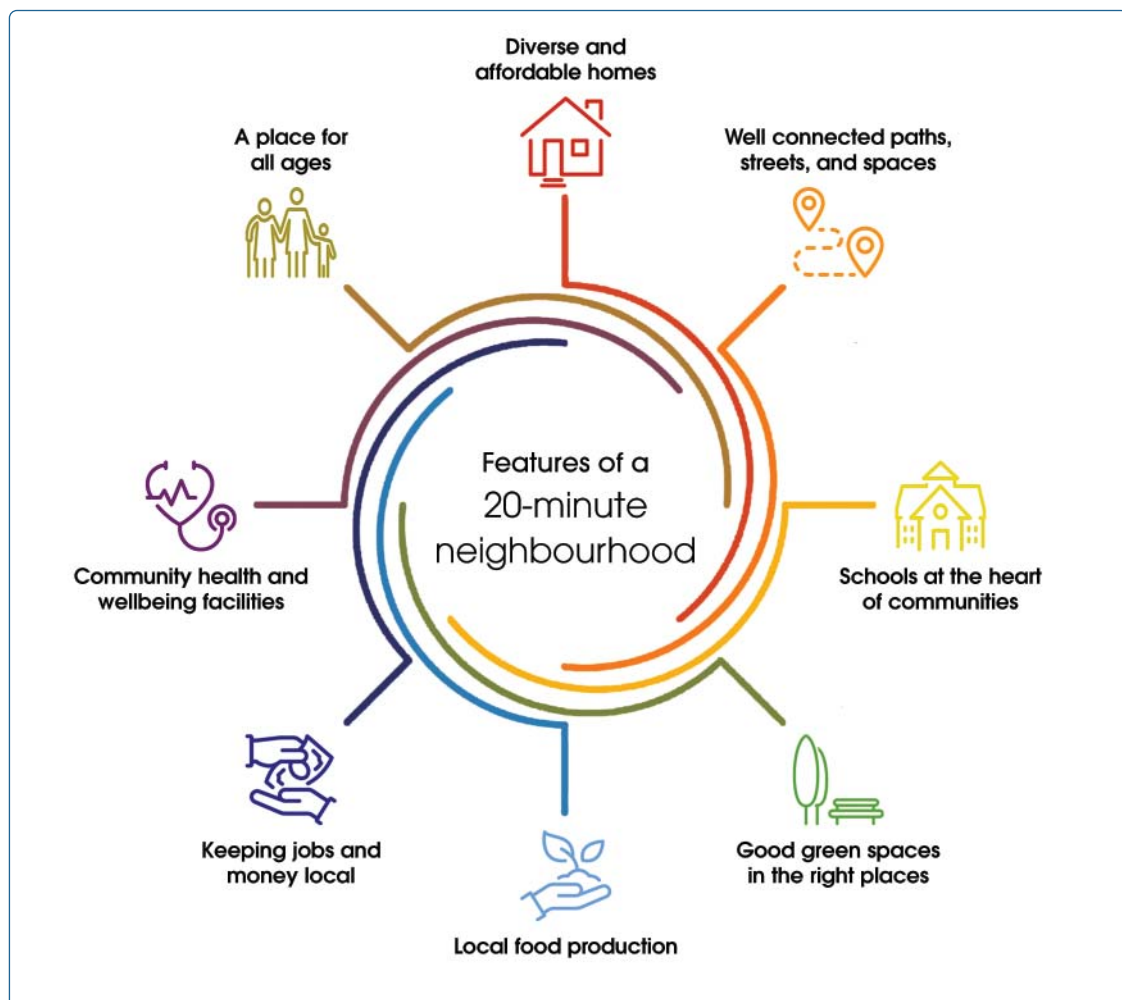 Diverse and
affordable homes
Well connected paths,
streets, and spaces
Schools at the heart
of communities
Good green spaces
in the right places
Local food production
Keeping jobs and
money local
Community health and
wellbeing facilities
A place for
all ages
Features of a
20-minute
neighbourhood